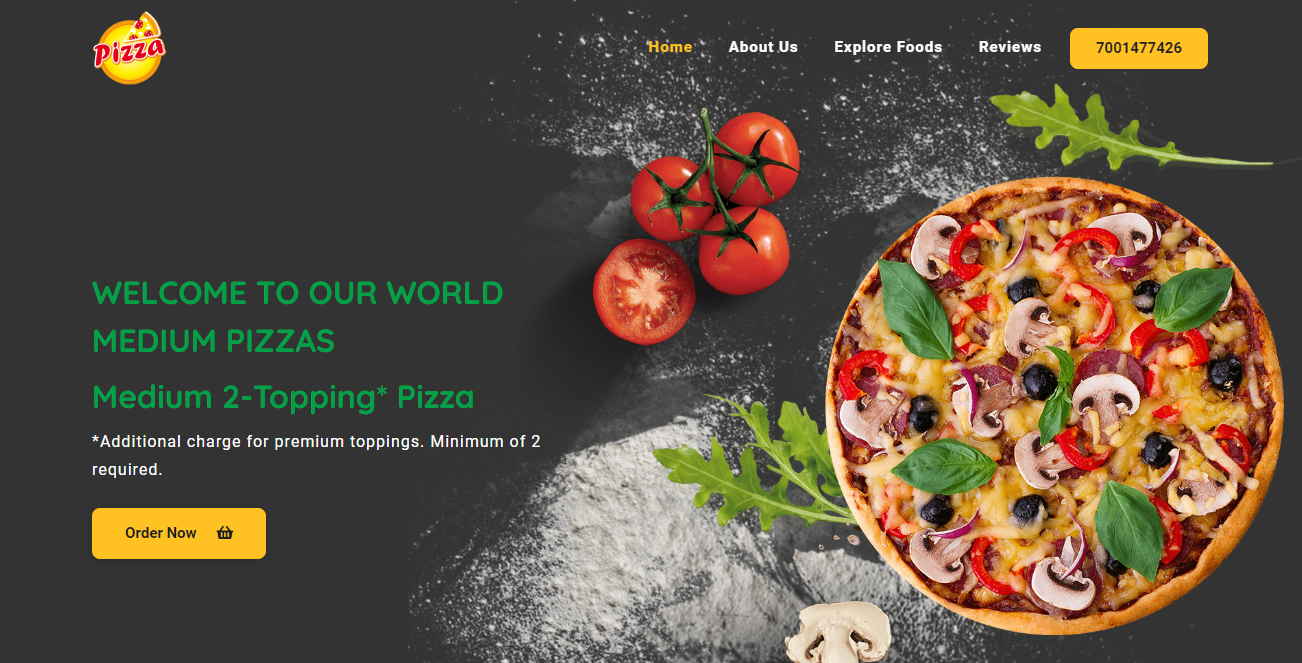 Pizza
Home About Us Explore Foods Reviews 7001477426
WELCOME TO OUR WORLD
MEDIUM PIZZAS
Medium 2-Topping* Pizza
*Additional charge for premium toppings. Minimum of 2
required.
Order Now